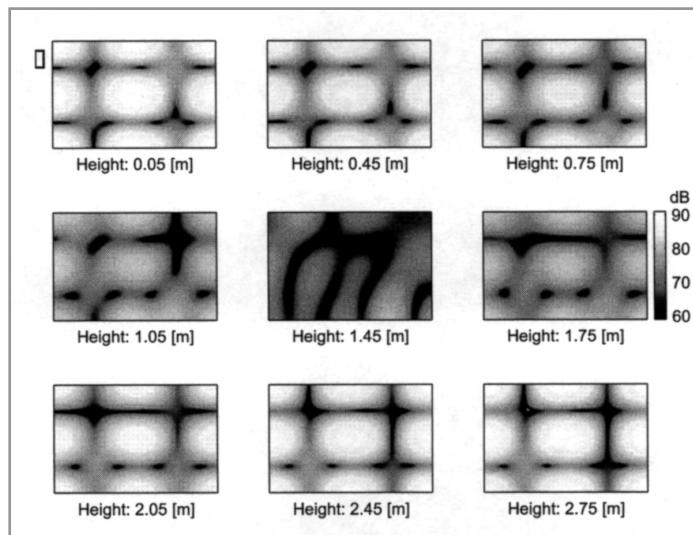 Height: 0.05 [m]
Height: 0.45 [m]
Height: 0.75 [m]
dB
90
80
70
60
Height: 1.05 [m]
Height: 1.45 [m]
Height: 1.75 [m]
Height: 2.05 [m]
Height: 2.45 [m]
Height: 2.75 [m]